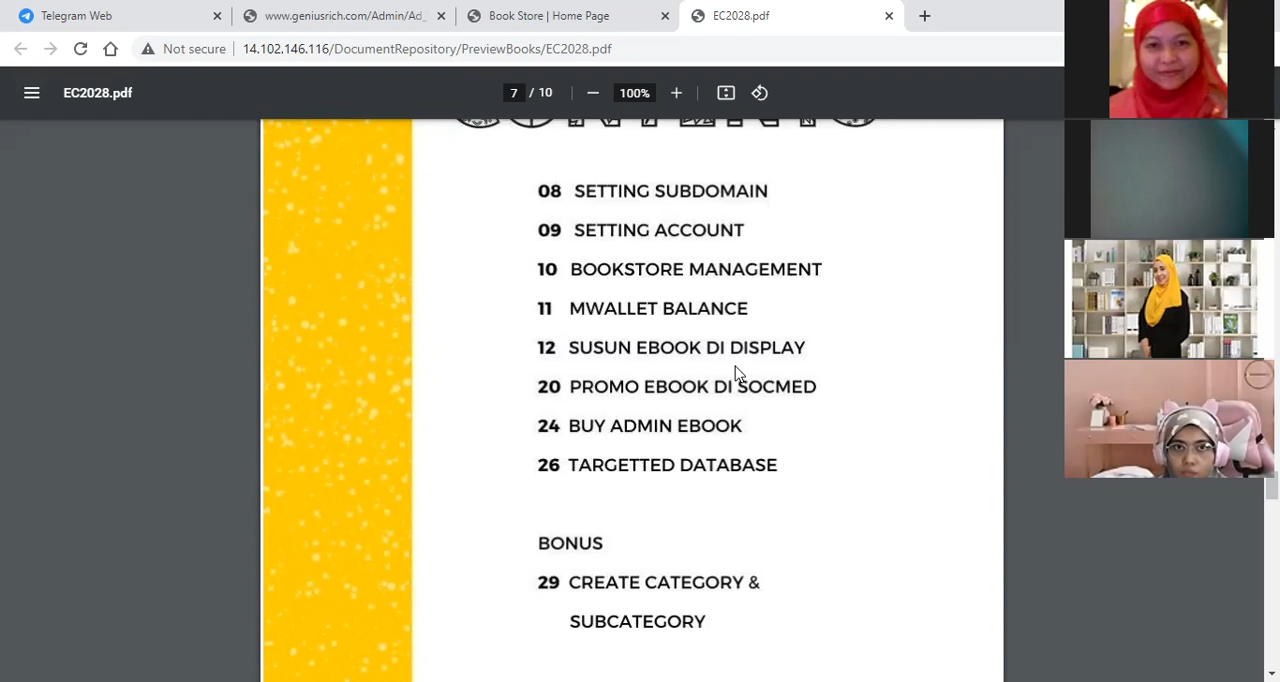 Telegram Web
www.geniusrich.com/Admin/Ad_
Book Store | Home Page
EC2028.pdf
Not secure
14.102.146.116/DocumentRepository/PreviewBooks/EC2028.pdf
EC2028.pdf
7 / 10
100%
08 SETTING SUBDOMAIN
09 SETTING ACCOUNT
10 BOOKSTORE MANAGEMENT
11 MWALLET BALANCE
12 SUSUN EBOOK DI DISPLAY
20 PROMO EBOOK DI SOCMED
24 BUY ADMIN EBOOK
26 TARGETTED DATABASE
BONUS
29 CREATE CATEGORY &
SUBCATEGORY